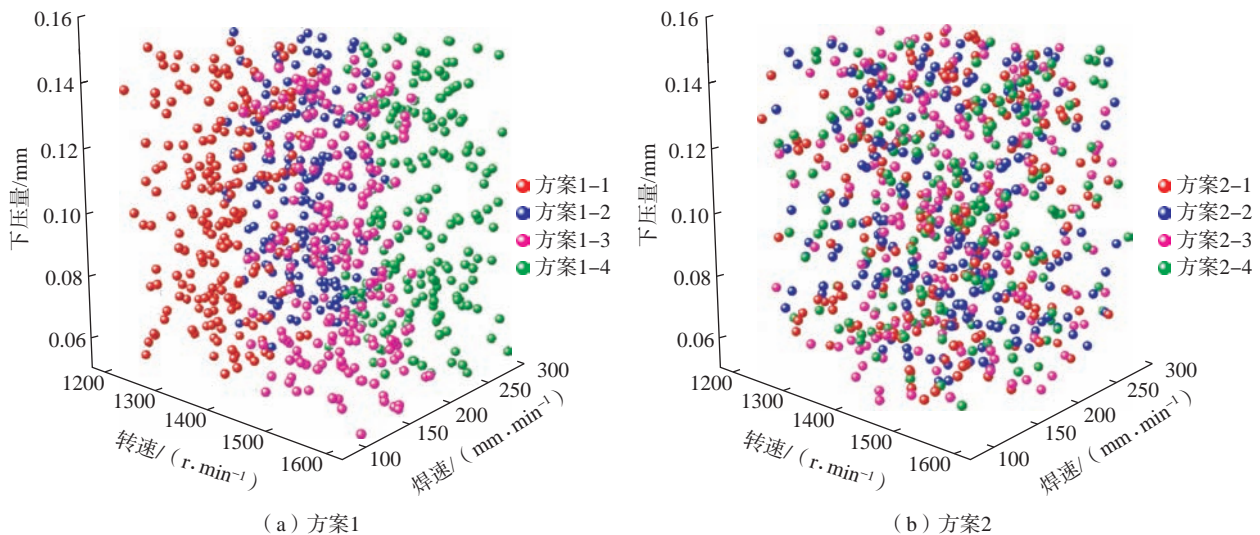 0.16
0.14
0.12
0.10
0.08
0.06
下压量/mm
1200
1300
1400
1500
1600
转速/（r·min⁻¹）
100
150
200
250
300
焊速/（mm·min⁻¹）
方案1-1
方案1-2
方案1-3
方案1-4
（a）方案1
0.16
0.14
0.12
0.10
0.08
0.06
下压量/mm
1200
1300
1400
1500
1600
转速/（r·min⁻¹）
100
150
200
250
300
焊速/（mm·min⁻¹）
方案2-1
方案2-2
方案2-3
方案2-4
（b）方案2